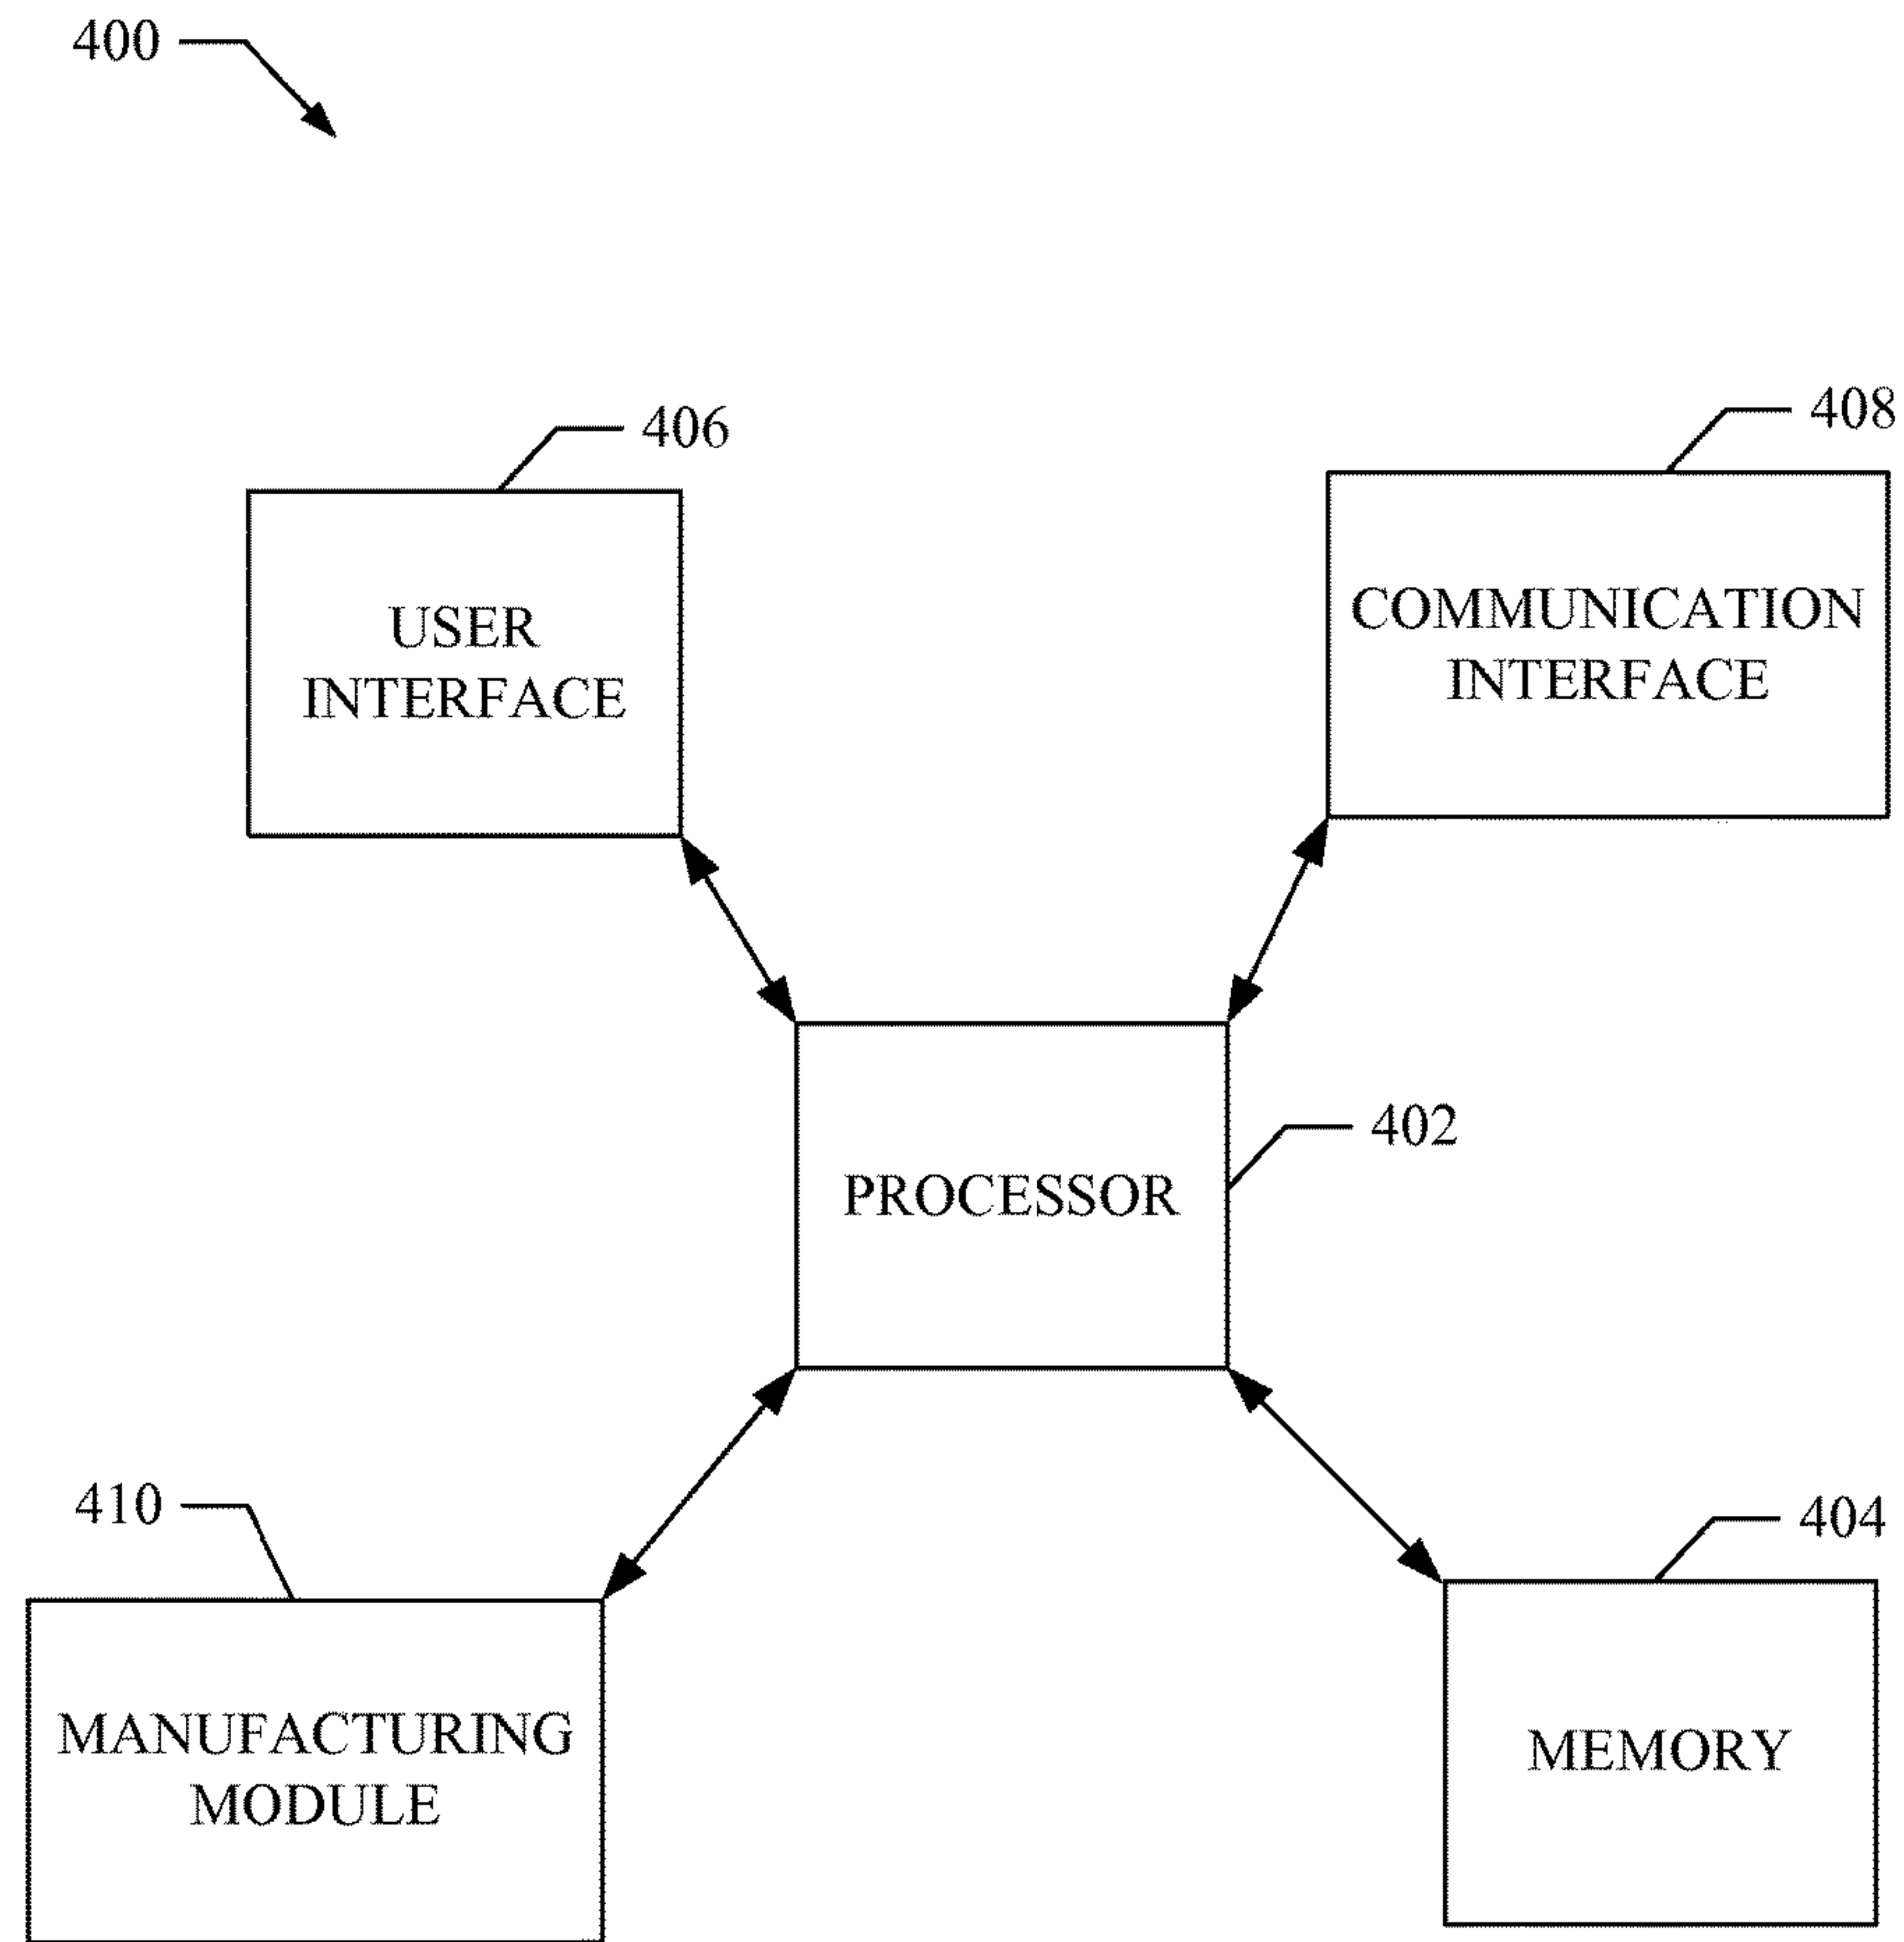 400
406
408
USER
INTERFACE
COMMUNICATION
INTERFACE
402
PROCESSOR
410
404
MANUFACTURING
MODULE
MEMORY